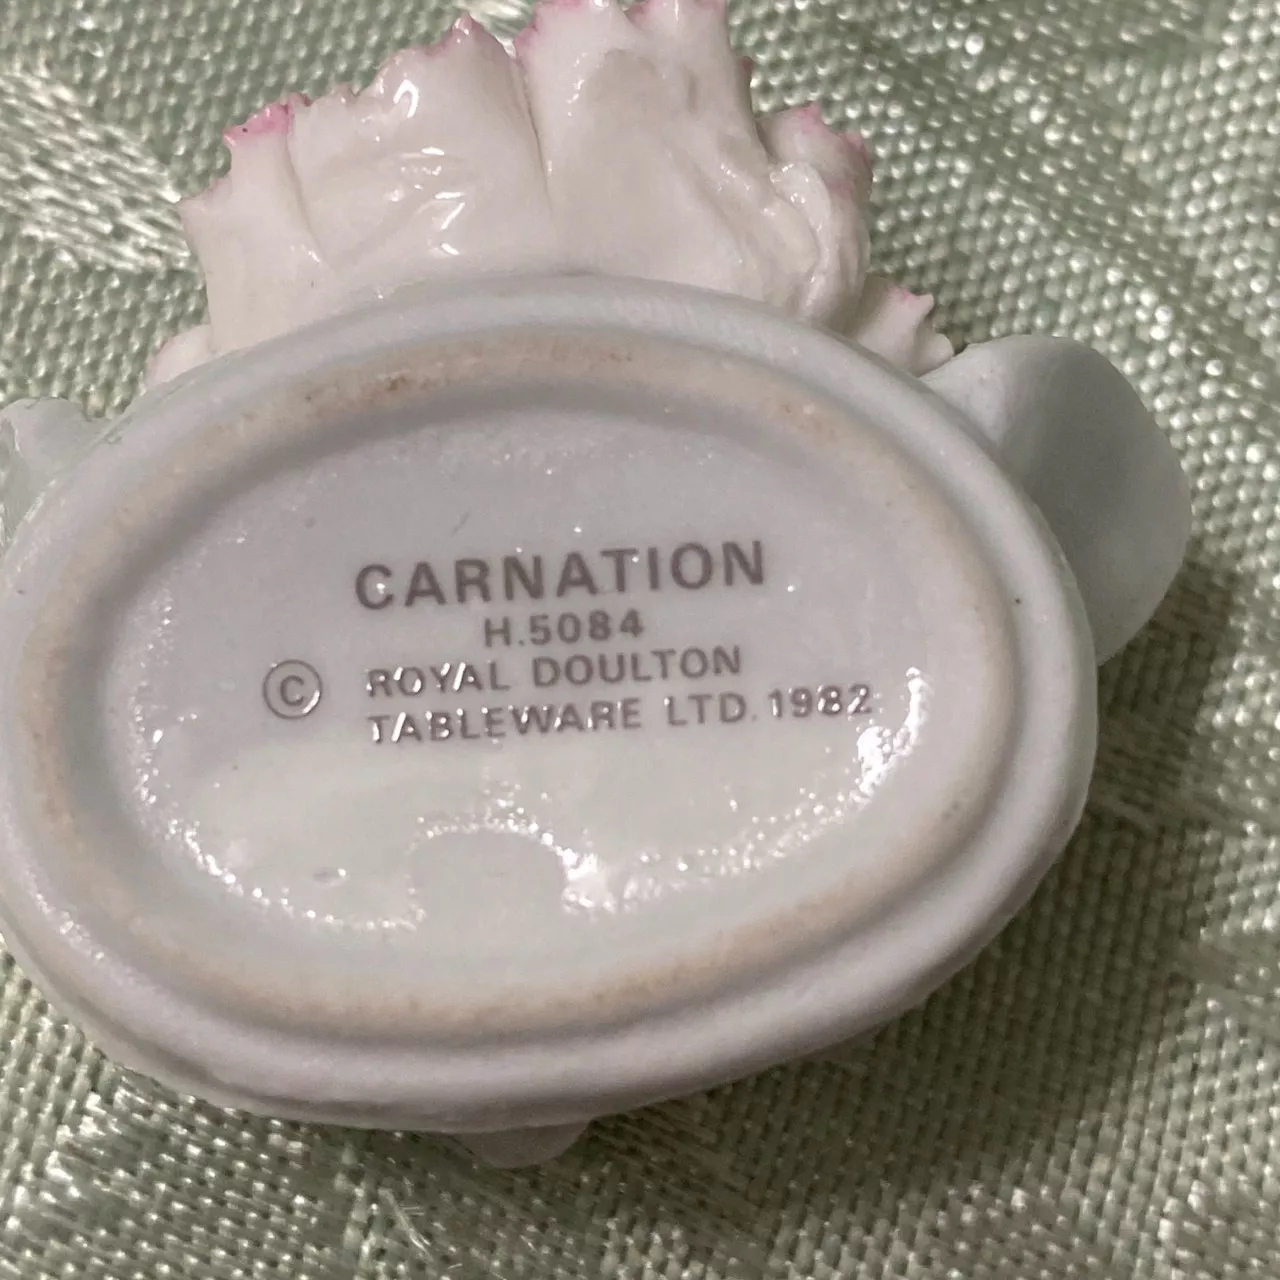 CARNATION
H.5084
© ROYAL DOULTON
TABLEWARE LTD. 1982